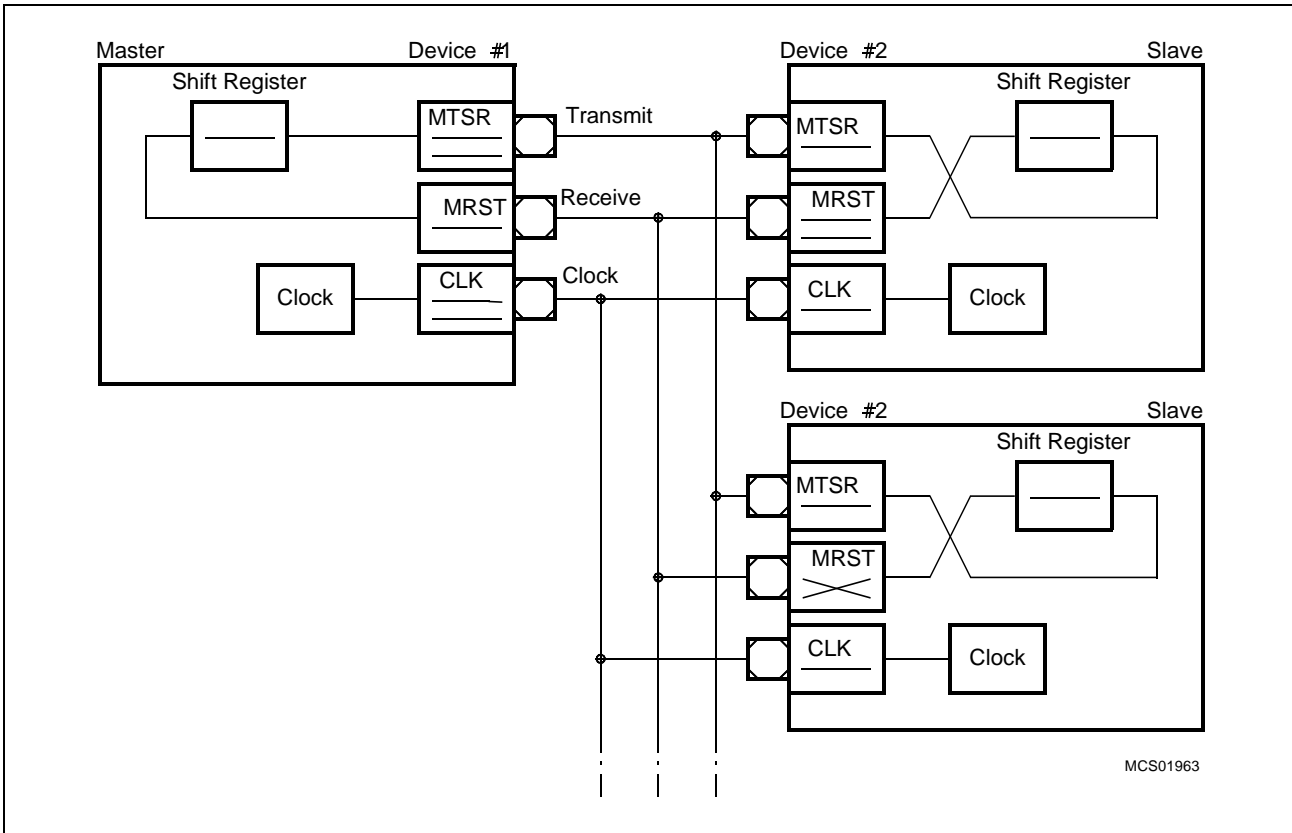 Master Device #1
Shift Register
MTSR
Transmit
MRST
Receive
Clock
CLK
Clock
Device #2 Slave
Shift Register
MTSR
MRST
CLK
Clock
Device #2 Slave
Shift Register
MTSR
MRST
CLK
Clock
MCS01963